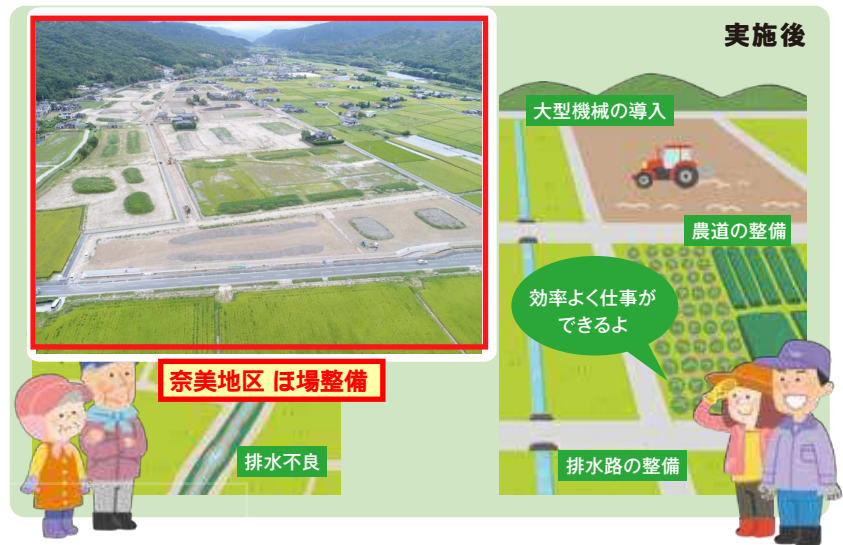 実施後
大型機械の導入
農道の整備
効率よく仕事が
できるよ
奈美地区 ほ場整備
排水不良
排水路の整備